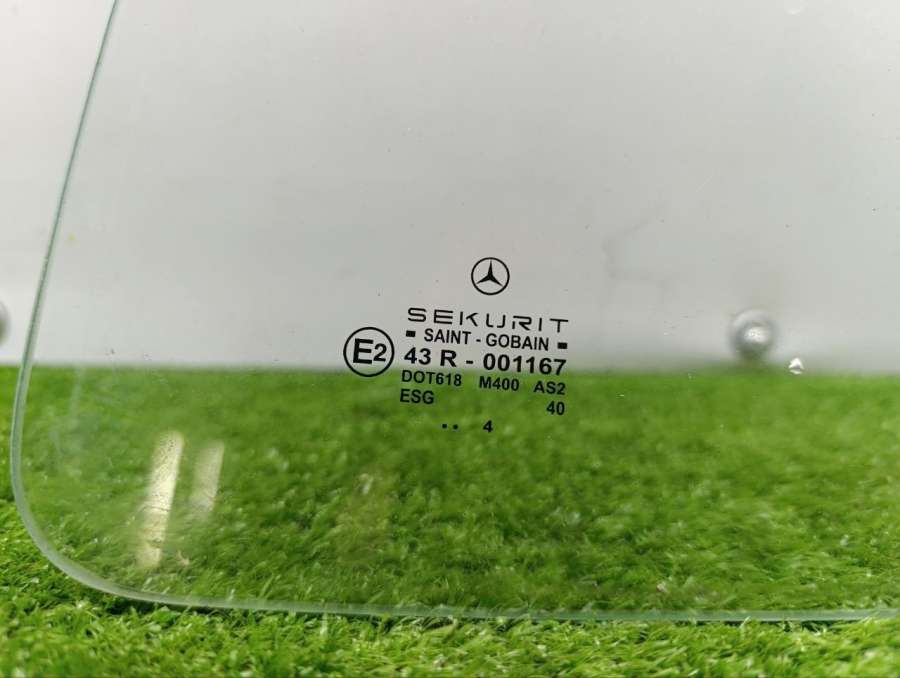 SEKURIT
SAINT - GOBAIN
E2
43 R - 001167
DOT618 M400 AS2
ESG 40
.. 4